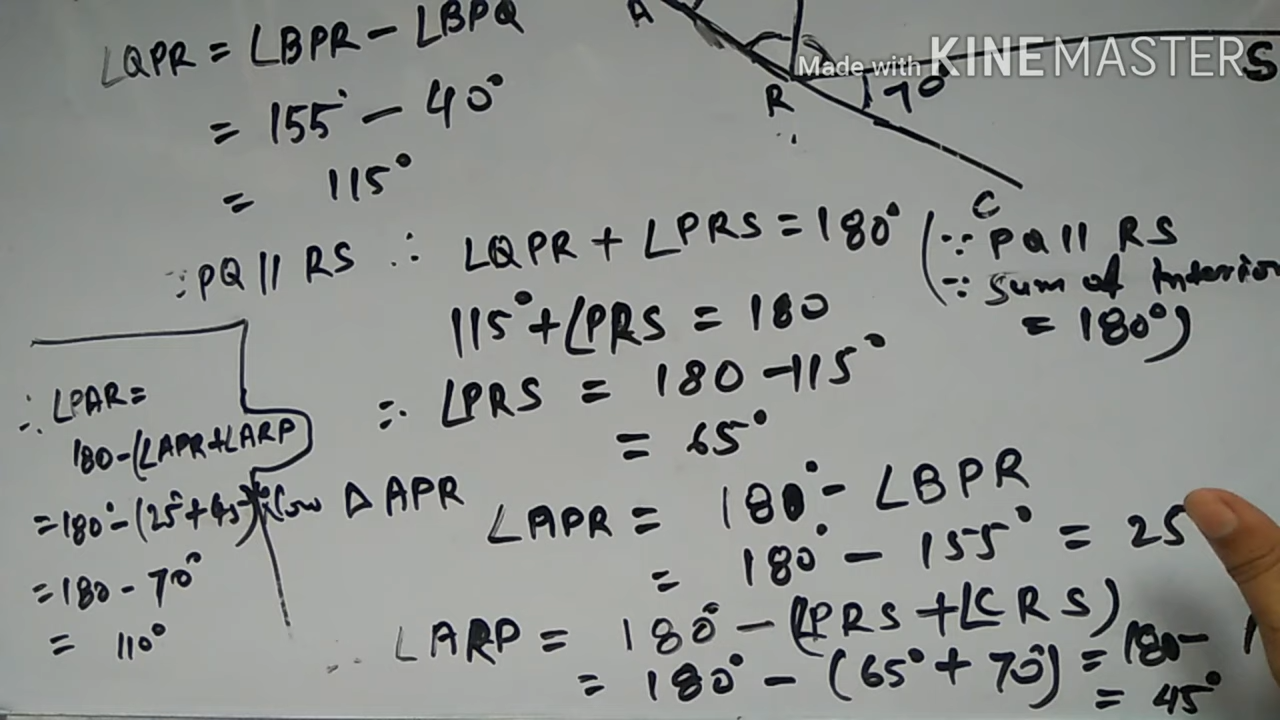 ∠QPR = ∠BPR - ∠BPQ
= 155° - 40°
= 115°
A
R
70°
S
C
Made with KINEMASTER
∵ PQ || RS ∴ ∠QPR + ∠PRS = 180° (∵ PQ || RS
∵ Sum of Interior
= 180°)
115° + ∠PRS = 180
∴ ∠PRS = 180 - 115°
= 65°
Now △ APR
∠APR = 180° - ∠BPR
= 180° - 155° = 25
∴ ∠ARP = 180° - (∠PRS + ∠CRS)
= 180° - (65° + 70°) = 180 -
= 45°
∴ ∠PAR =
180 - (∠APR + ∠ARP)
= 180° - (25° + 45°)
= 180 - 70°
= 110°